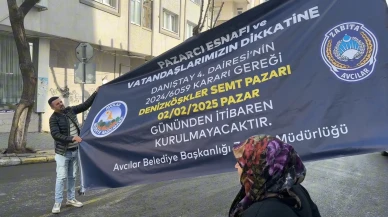 PAZARCI ESNAFI ve
VATANDAŞLARIMIZIN DİKKATİNE
DANIŞTAY 4. DAİRESİ'NİN
2024/6059 KARARI GEREĞİ
DENİZKÖŞKLER SEMT PAZARI
02/02/2025 PAZAR
GÜNÜNDEN İTİBAREN
KURULMAYACAKTIR.
Avcılar Belediye Başkanlığı Müdürlüğü
ZABITA
AVCILAR